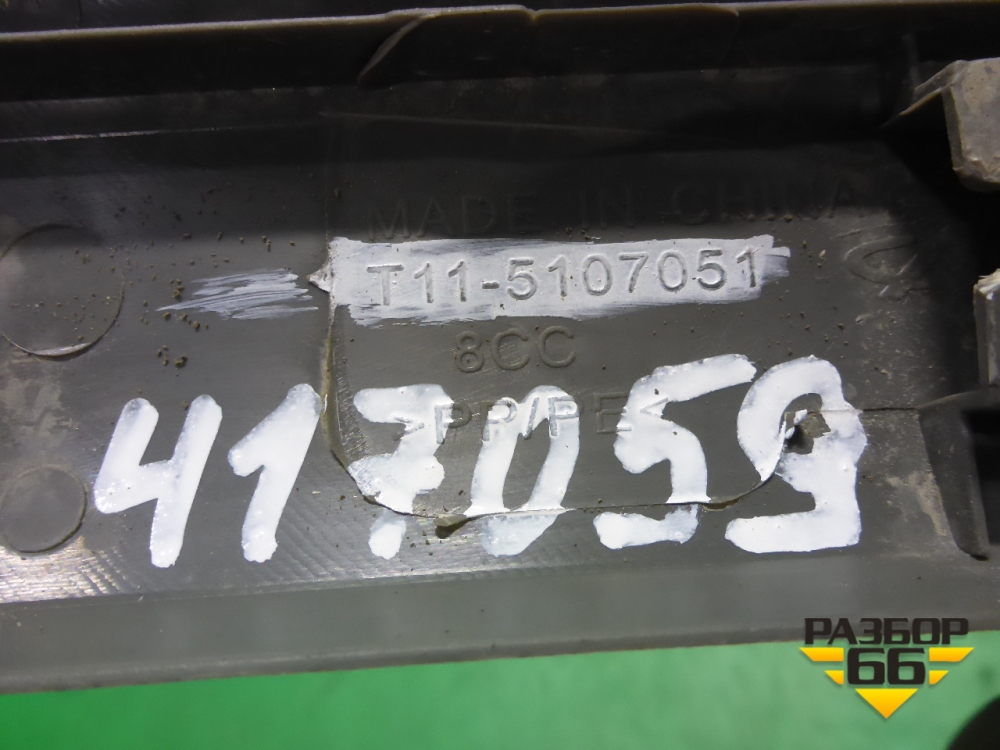 MADE IN CHINA
T11-5107051
8CC
>PP/PE<
417059
РАЗБОР
66